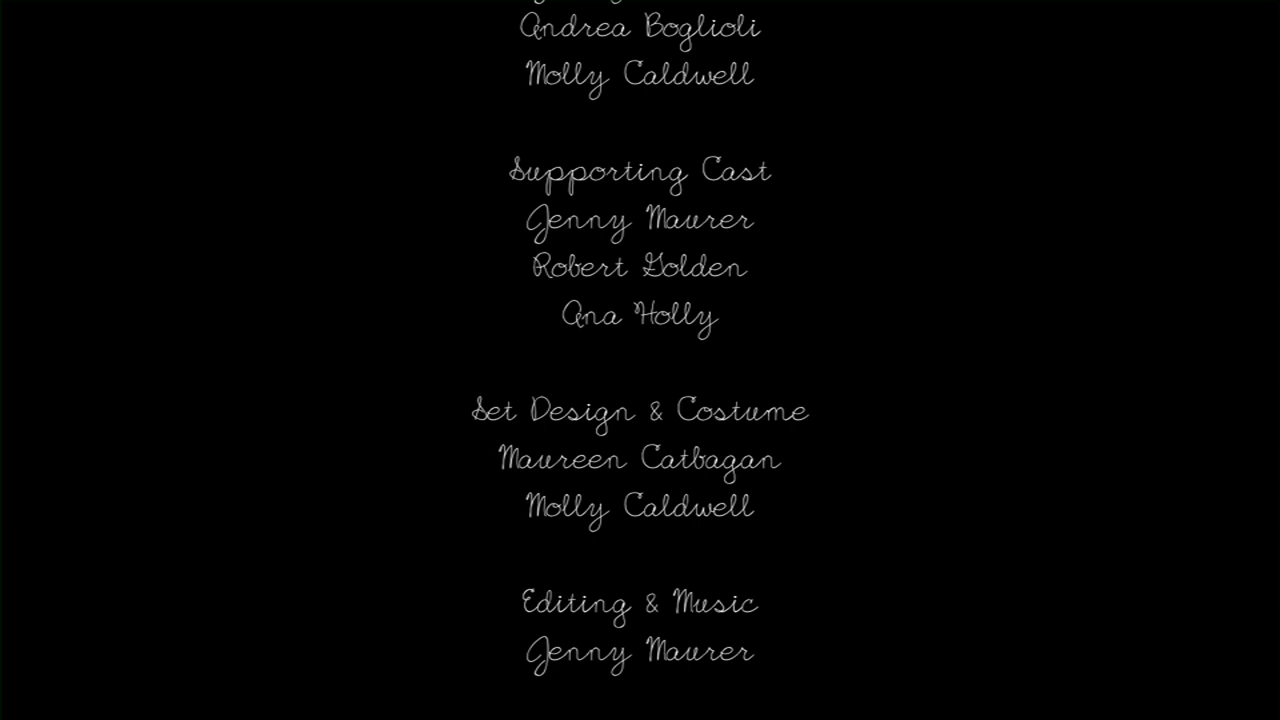 Andrea Boglioli
Molly Caldwell
Supporting Cast
Jenny Maurer
Robert Golden
Ana Holly
Set Design & Costume
Maureen Catbagan
Molly Caldwell
Editing & Music
Jenny Maurer